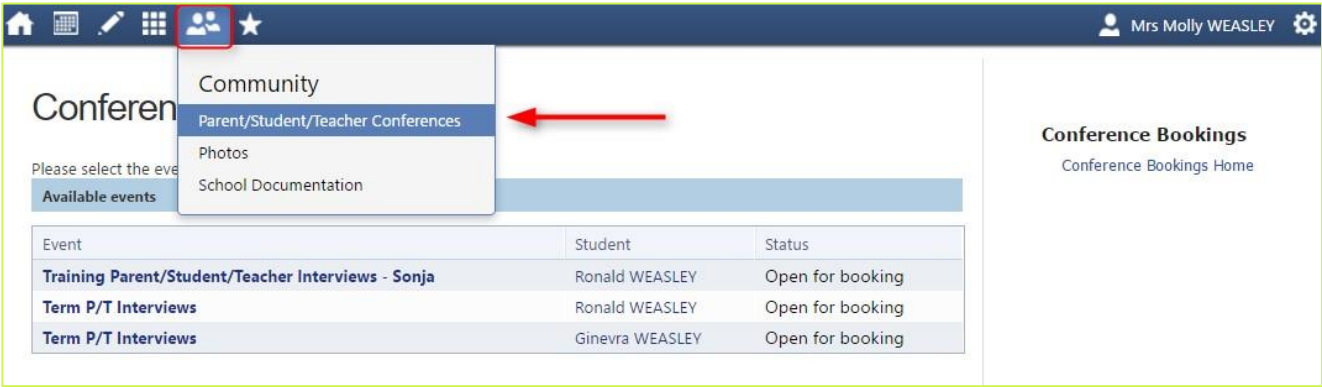 Mrs Molly WEASLEY
Community
Parent/Student/Teacher Conferences
Photos
School Documentation
Conferen
Please select the eve
Available events
Event Student Status
Training Parent/Student/Teacher Interviews - Sonja Ronald WEASLEY Open for booking
Term P/T Interviews Ronald WEASLEY Open for booking
Term P/T Interviews Ginevra WEASLEY Open for booking
Conference Bookings
Conference Bookings Home